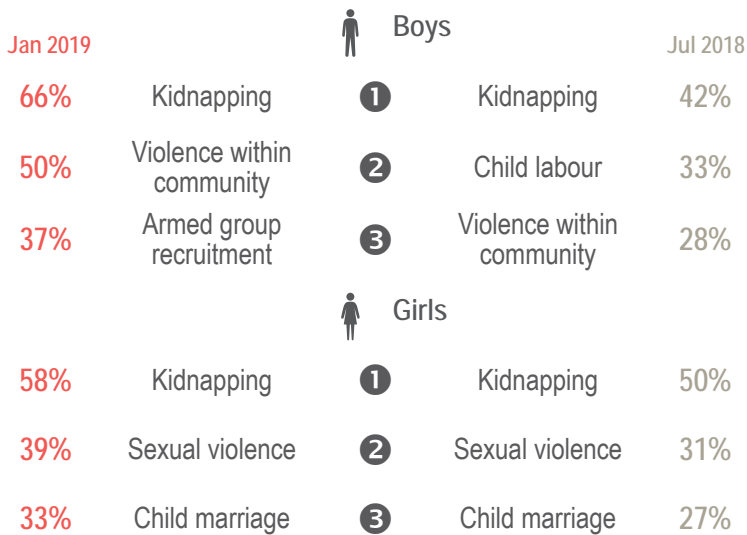 Boys
Jan 2019 Jul 2018
66% Kidnapping 1 Kidnapping 42%
50% Violence within
community 2 Child labour 33%
37% Armed group
recruitment 3 Violence within
community 28%
Girls
58% Kidnapping 1 Kidnapping 50%
39% Sexual violence 2 Sexual violence 31%
33% Child marriage 3 Child marriage 27%